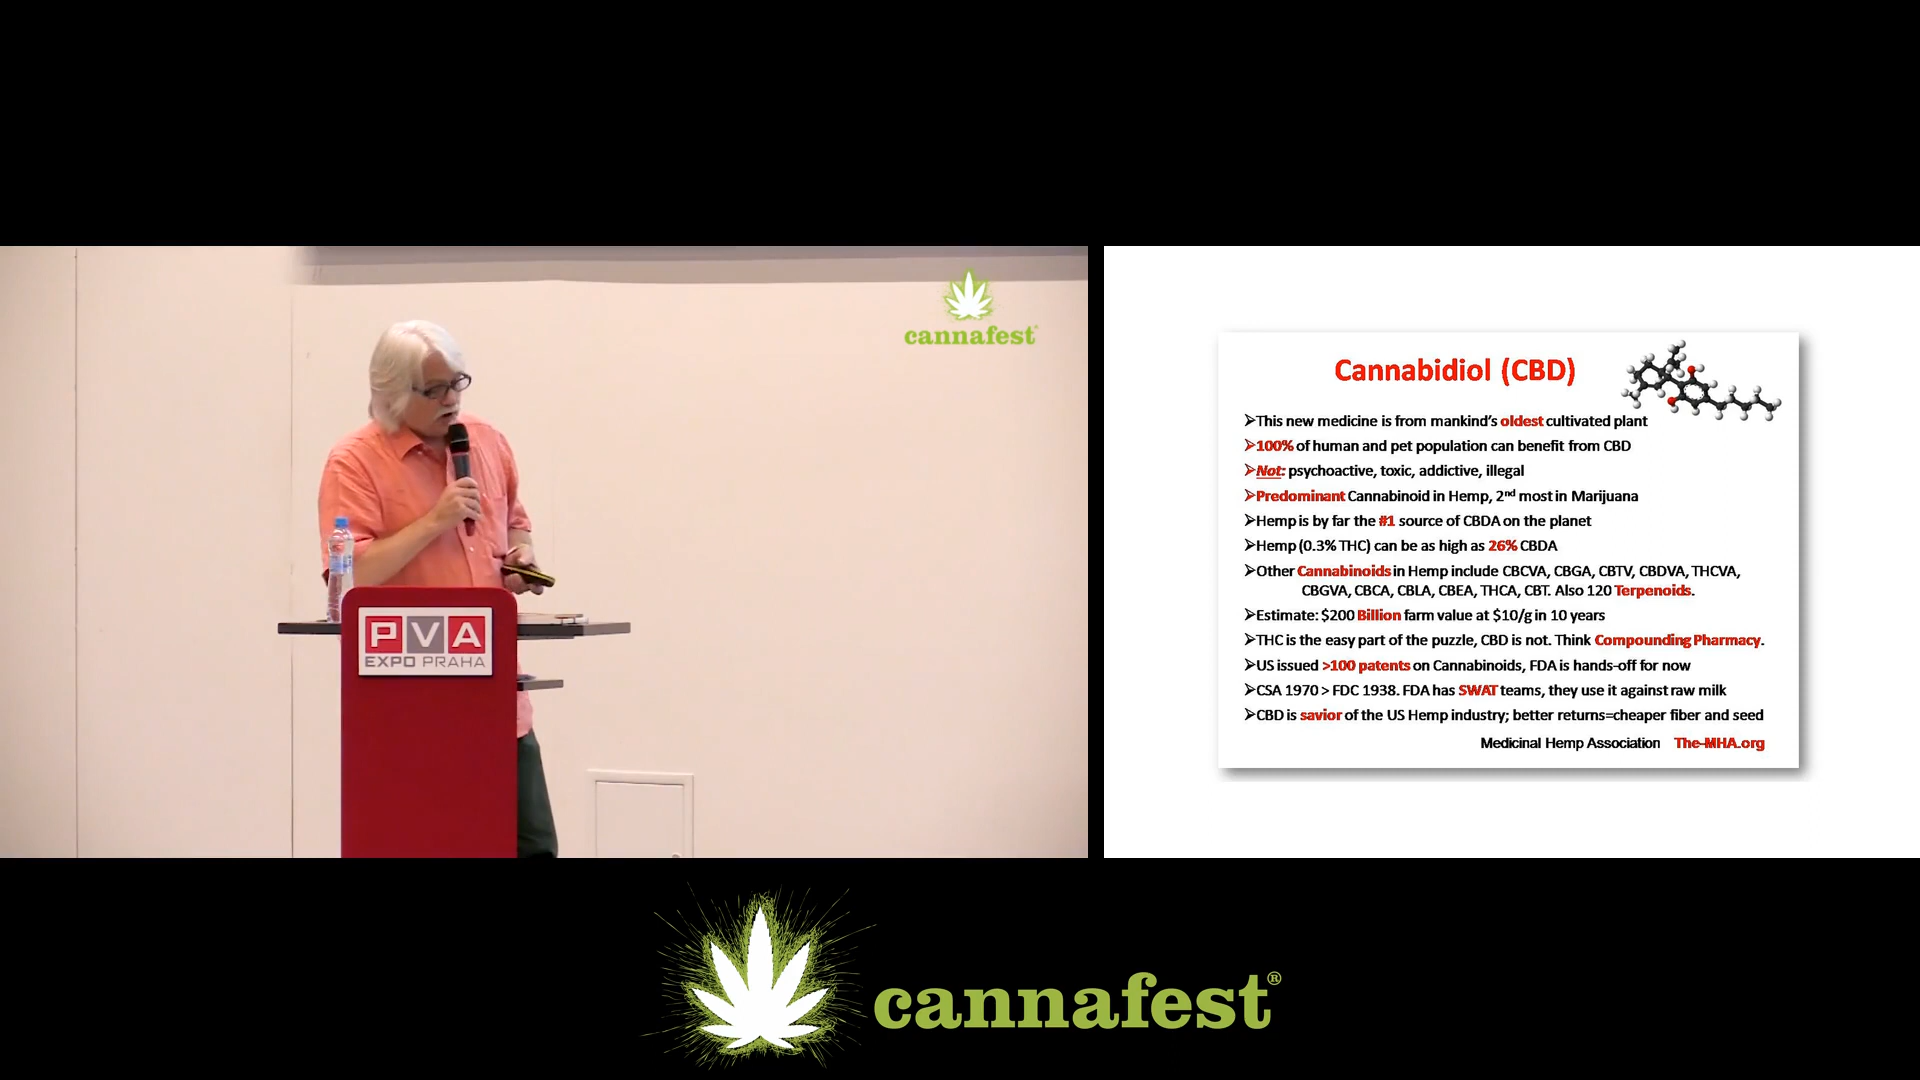 cannafest
PVA
EXPO PRAHA
Cannabidiol (CBD)
➢This new medicine is from mankind's oldest cultivated plant
➢100% of human and pet population can benefit from CBD
➢Not: psychoactive, toxic, addictive, illegal
➢Predominant Cannabinoid in Hemp, 2nd most in Marijuana
➢Hemp is by far the #1 source of CBDA on the planet
➢Hemp (0.3% THC) can be as high as 26% CBDA
➢Other Cannabinoids in Hemp include CBCVA, CBGA, CBTV, CBDVA, THCVA,
CBGVA, CBCA, CBLA, CBEA, THCA, CBT. Also 120 Terpenoids.
➢Estimate: $200 Billion farm value at $10/g in 10 years
➢THC is the easy part of the puzzle, CBD is not. Think Compounding Pharmacy.
➢US issued >100 patents on Cannabinoids, FDA is hands-off for now
➢CSA 1970 > FDC 1938. FDA has SWAT teams, they use it against raw milk
➢CBD is savior of the US Hemp industry; better returns=cheaper fiber and seed
Medicinal Hemp Association The-MHA.org
cannafest®